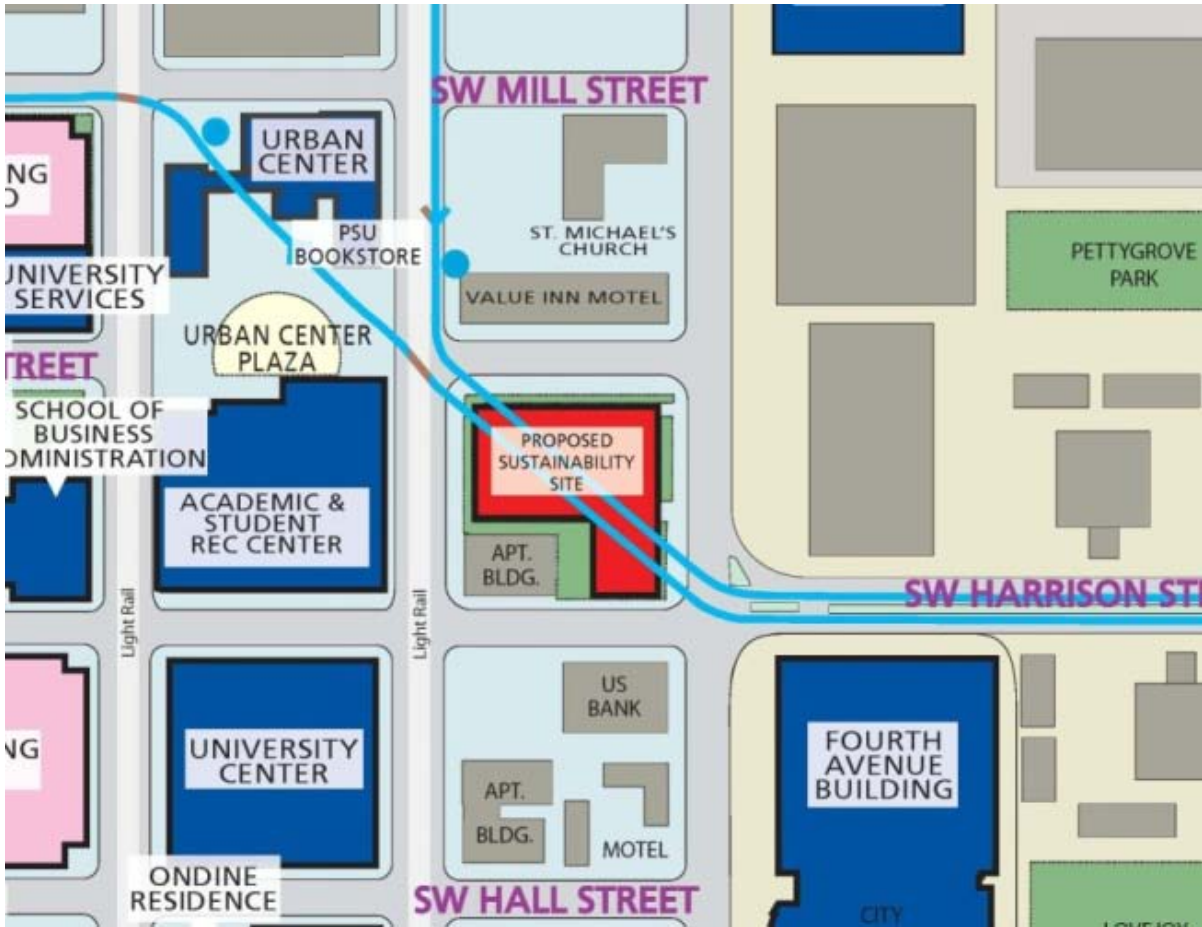 SW MILL STREET
URBAN
CENTER
NG
O
PSU
BOOKSTORE
ST. MICHAEL'S
CHURCH
PETTYGROVE
PARK
UNIVERSITY
SERVICES
VALUE INN MOTEL
URBAN CENTER
PLAZA
TREET
SCHOOL OF
BUSINESS
DMINISTRATION
PROPOSED
SUSTAINABILITY
SITE
ACADEMIC &
STUDENT
REC CENTER
APT.
BLDG.
Light Rail
Light Rail
SW HARRISON ST
NG
UNIVERSITY
CENTER
US
BANK
FOURTH
AVENUE
BUILDING
APT.
BLDG.
MOTEL
ONDINE
RESIDENCE
SW HALL STREET
CITY
LOVEJOY